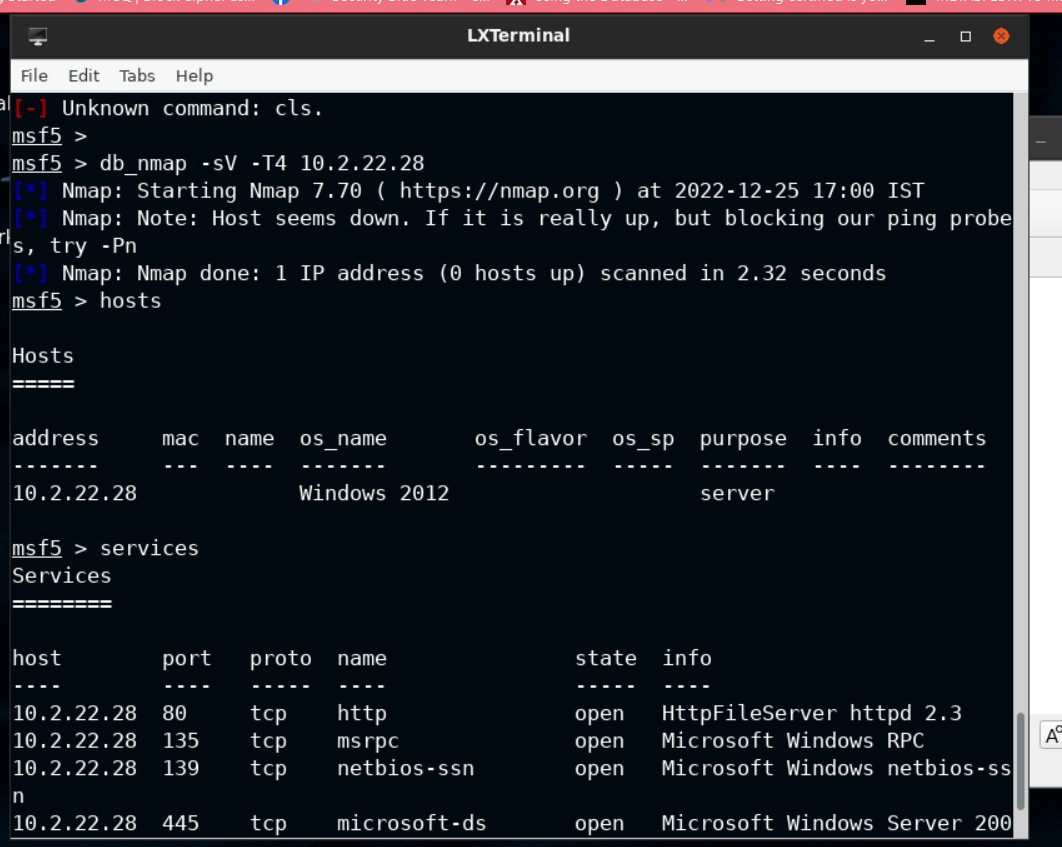 LXTerminal
File Edit Tabs Help
[-] Unknown command: cls.
msf5 >
msf5 > db_nmap -sV -T4 10.2.22.28
[*] Nmap: Starting Nmap 7.70 ( https://nmap.org ) at 2022-12-25 17:00 IST
[*] Nmap: Note: Host seems down. If it is really up, but blocking our ping probe
s, try -Pn
[*] Nmap: Nmap done: 1 IP address (0 hosts up) scanned in 2.32 seconds
msf5 > hosts
Hosts
=====
address mac name os_name os_flavor os_sp purpose info comments
------- --- ---- ------- --------- ----- ------- ---- --------
10.2.22.28 Windows 2012 server
msf5 > services
Services
========
host port proto name state info
---- ---- ----- ---- ----- ----
10.2.22.28 80 tcp http open HttpFileServer httpd 2.3
10.2.22.28 135 tcp msrpc open Microsoft Windows RPC
10.2.22.28 139 tcp netbios-ssn open Microsoft Windows netbios-ss
n
10.2.22.28 445 tcp microsoft-ds open Microsoft Windows Server 200